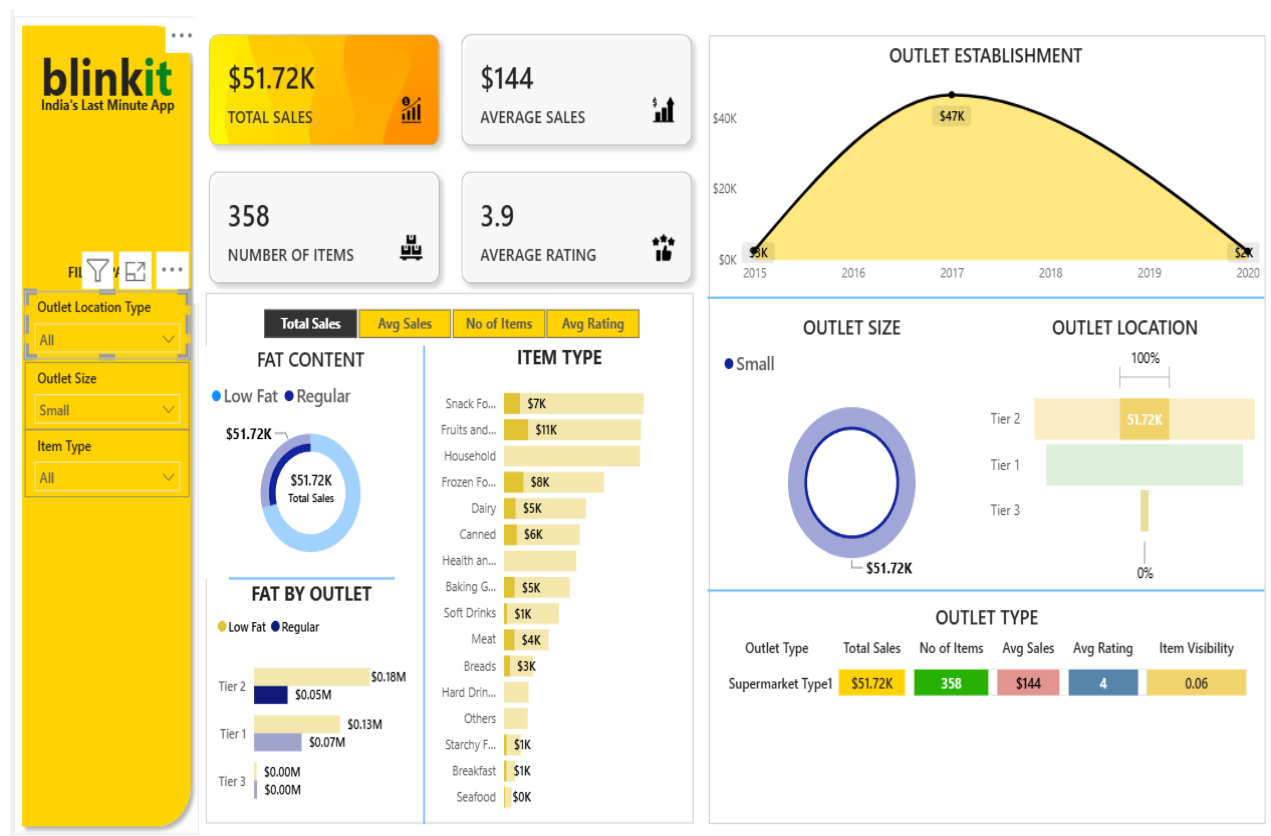 blinkit
India's Last Minute App
Outlet Location Type
All
Outlet Size
Small
Item Type
All
$51.72K
TOTAL SALES
$144
AVERAGE SALES
358
NUMBER OF ITEMS
3.9
AVERAGE RATING
Total Sales Avg Sales No of Items Avg Rating
FAT CONTENT
Low Fat Regular
$51.72K
$51.72K
Total Sales
FAT BY OUTLET
Low Fat Regular
Tier 2 $0.18M
$0.05M
Tier 1 $0.13M
$0.07M
Tier 3 $0.00M
$0.00M
ITEM TYPE
Snack Fo... $7K
Fruits and... $11K
Household
Frozen Fo... $8K
Dairy $5K
Canned $6K
Health an...
Baking G... $5K
Soft Drinks $1K
Meat $4K
Breads $3K
Hard Drin...
Others
Starchy F... $1K
Breakfast $1K
Seafood $0K
OUTLET ESTABLISHMENT
$40K
$47K
$20K
$0K $3K $2K
2015 2016 2017 2018 2019 2020
OUTLET SIZE
Small
$51.72K
OUTLET LOCATION
100%
Tier 2 51.72K
Tier 1
Tier 3
0%
OUTLET TYPE
Outlet Type Total Sales No of Items Avg Sales Avg Rating Item Visibility
Supermarket Type1 $51.72K 358 $144 4 0.06